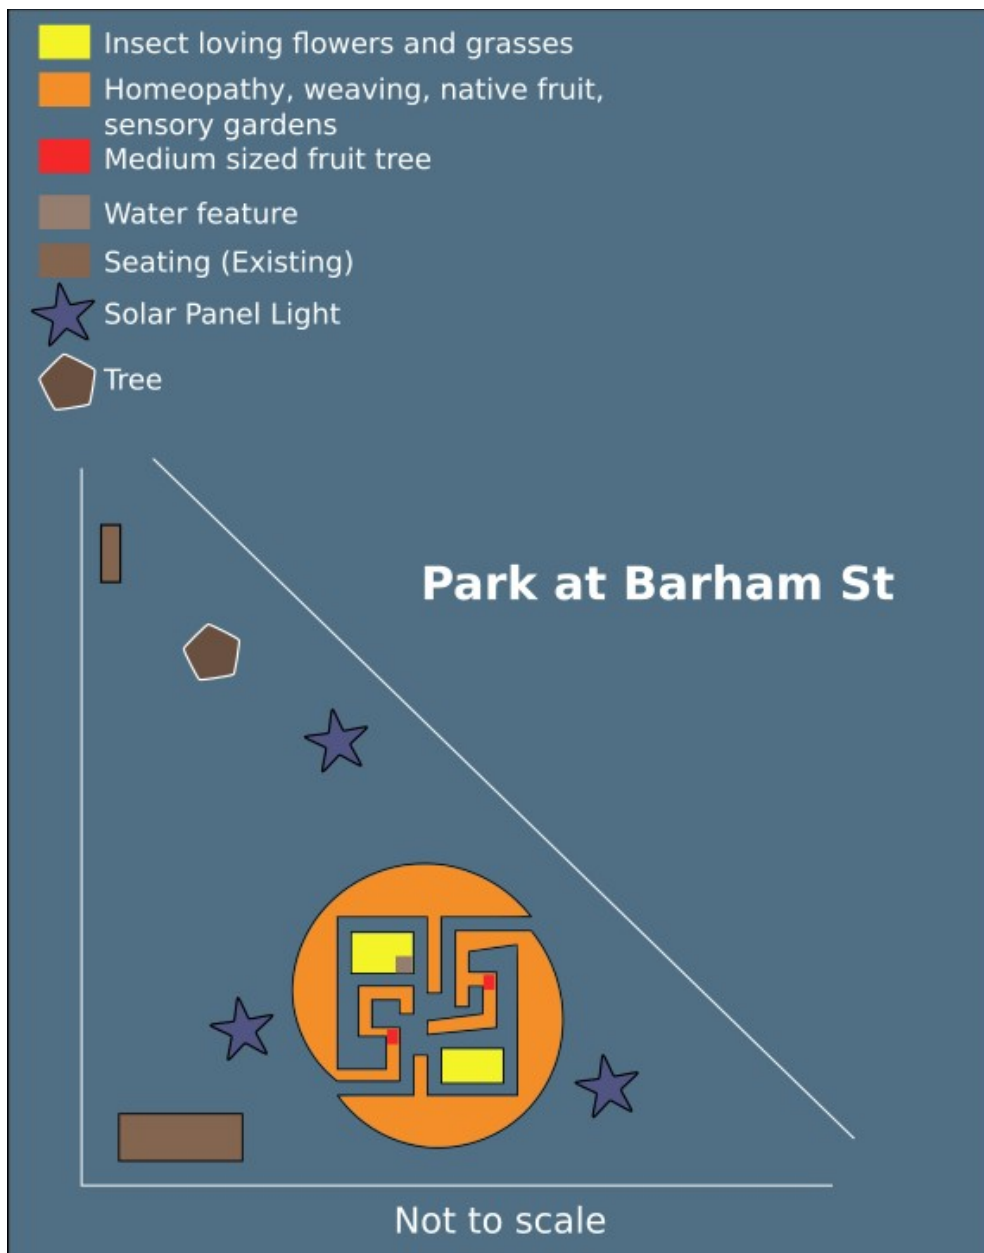 Insect loving flowers and grasses
Homeopathy, weaving, native fruit,
sensory gardens
Medium sized fruit tree
Water feature
Seating (Existing)
Solar Panel Light
Tree
Park at Barham St
Not to scale